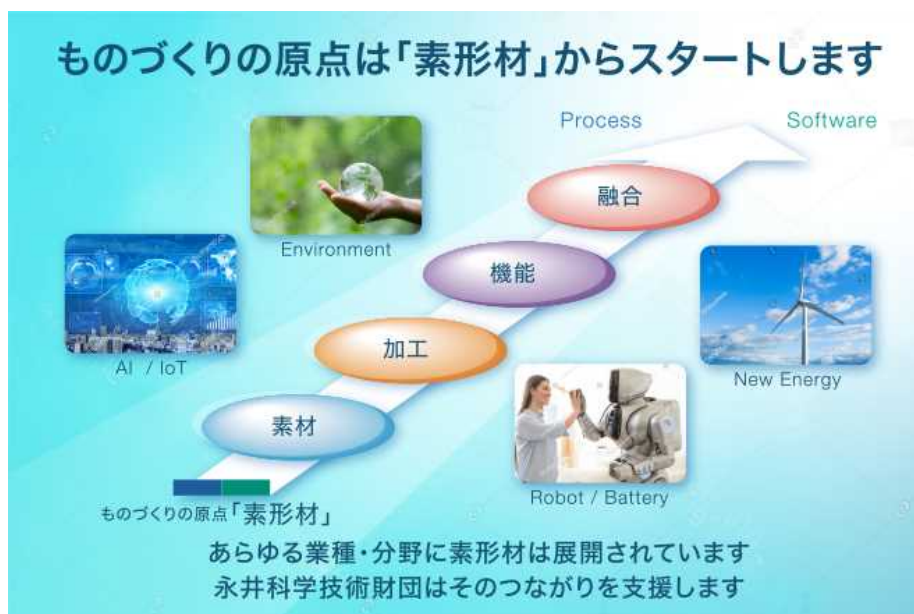 ものづくりの原点は「素形材」からスタートします
Process
Software
融合
Environment
機能
AI / IoT
加工
New Energy
素材
Robot / Battery
ものづくりの原点「素形材」
あらゆる業種・分野に素形材は展開されています
永井科学技術財団はそのつながりを支援します